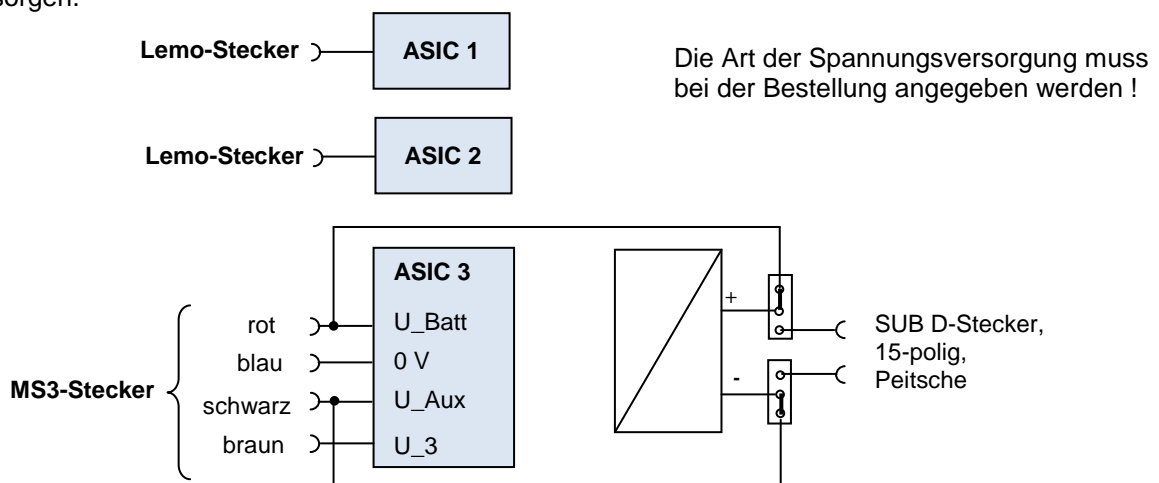 sorgen.
Lemo-Stecker
ASIC 1
Die Art der Spannungsversorgung muss
bei der Bestellung angegeben werden !
Lemo-Stecker
ASIC 2
ASIC 3
MS3-Stecker
rot
U_Batt
blau
0 V
schwarz
U_Aux
braun
U_3
+
-
SUB D-Stecker,
15-polig,
Peitsche